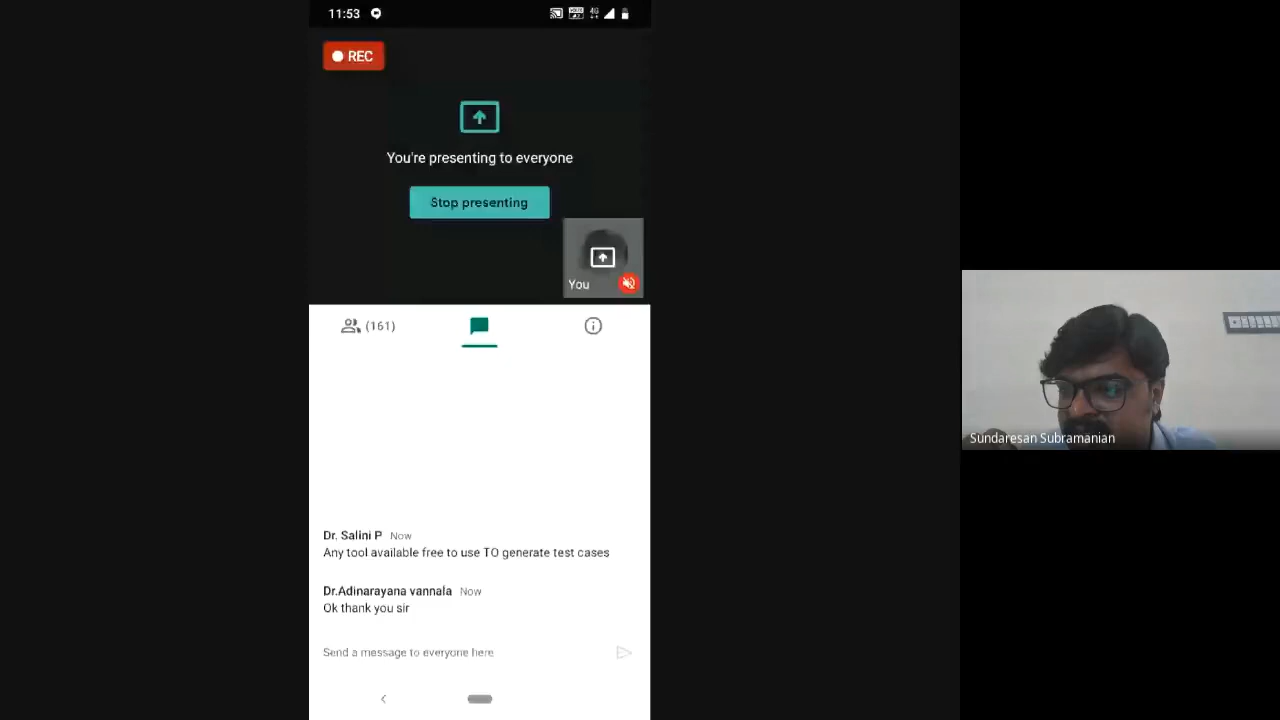 11:53
4G
REC
You're presenting to everyone
Stop presenting
You
(161)
Dr. Salini P Now
Any tool available free to use TO generate test cases
Dr.Adinarayana vannala Now
Ok thank you sir
Send a message to everyone here
Sundaresan Subramanian